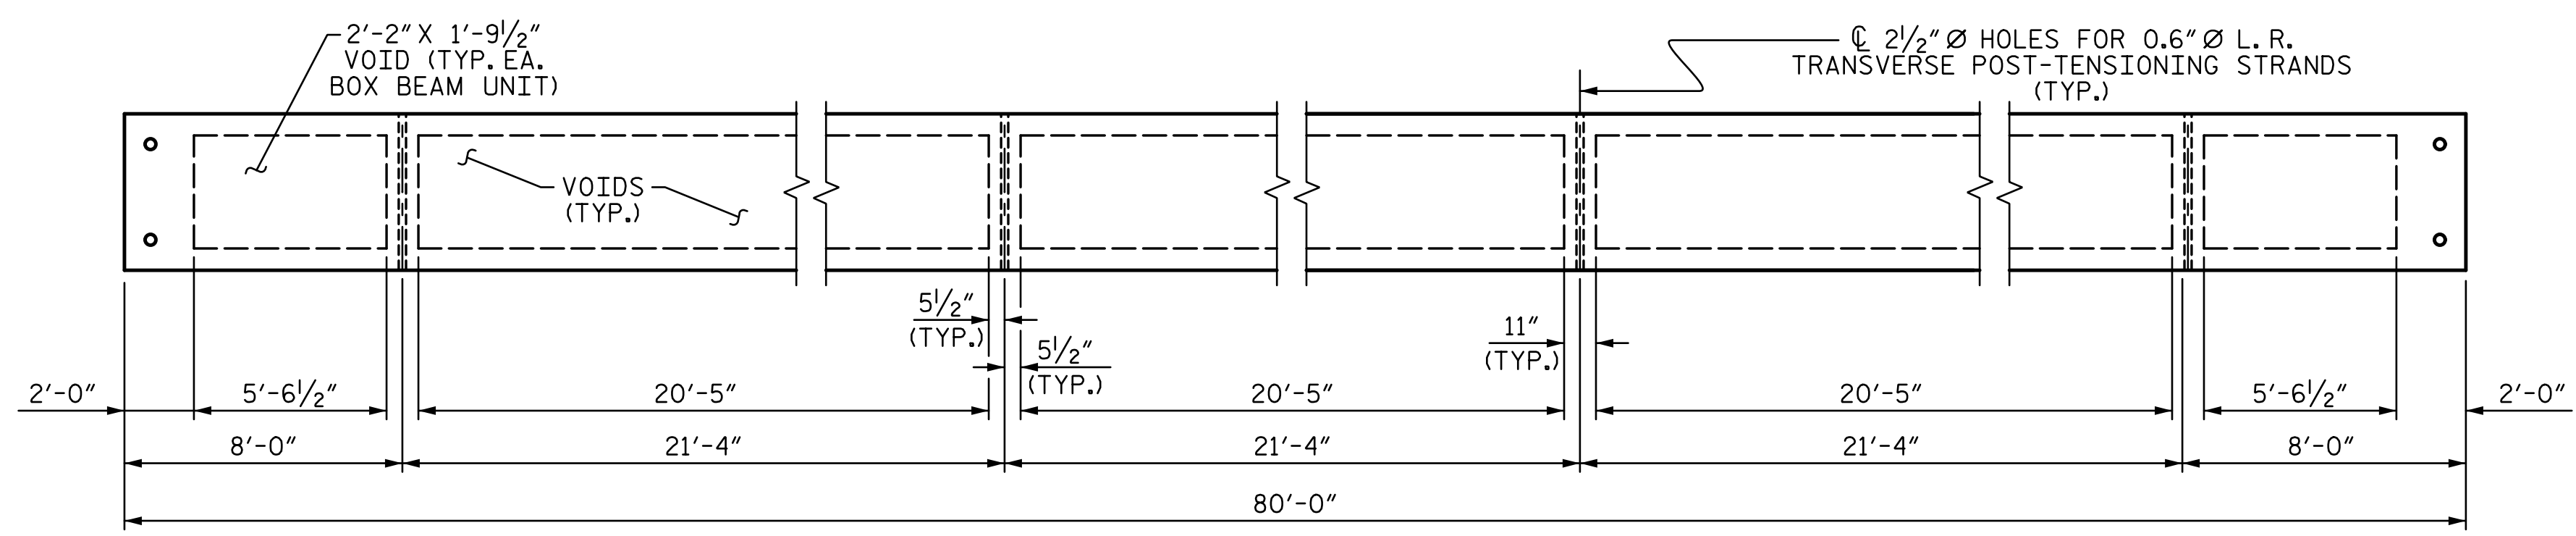 2'-2" X 1'-9½"
VOID (TYP. EA.
BOX BEAM UNIT)
℄ 2½"Ø HOLES FOR 0.6"Ø L.R.
TRANSVERSE POST-TENSIONING STRANDS
(TYP.)
VOIDS
(TYP.)
5½"
(TYP.)
5½"
(TYP.)
11"
(TYP.)
2'-0"
5'-6½"
20'-5"
20'-5"
20'-5"
5'-6½"
2'-0"
8'-0"
21'-4"
21'-4"
21'-4"
8'-0"
80'-0"